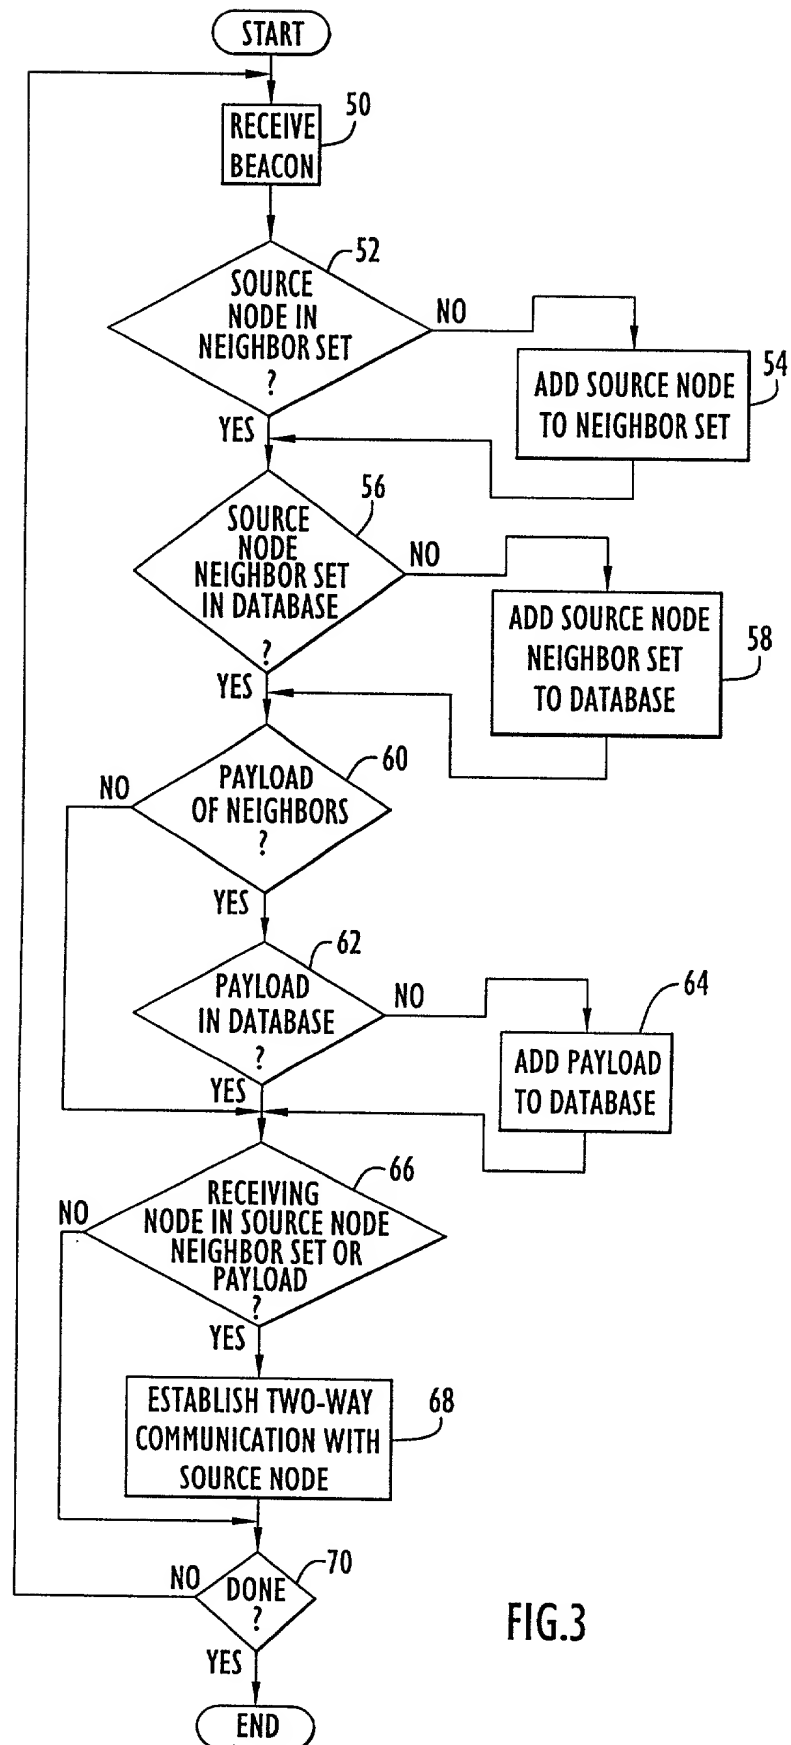 START
50
RECEIVE
BEACON
52
SOURCE
NODE IN
NEIGHBOR SET
?
NO
YES
54
ADD SOURCE NODE
TO NEIGHBOR SET
56
SOURCE
NODE
NEIGHBOR SET
IN DATABASE
?
NO
YES
58
ADD SOURCE NODE
NEIGHBOR SET
TO DATABASE
60
PAYLOAD
OF NEIGHBORS
?
NO
YES
62
PAYLOAD
IN DATABASE
?
NO
YES
64
ADD PAYLOAD
TO DATABASE
66
RECEIVING
NODE IN SOURCE NODE
NEIGHBOR SET OR
PAYLOAD
?
NO
YES
68
ESTABLISH TWO-WAY
COMMUNICATION WITH
SOURCE NODE
70
DONE
?
NO
YES
END
FIG.3